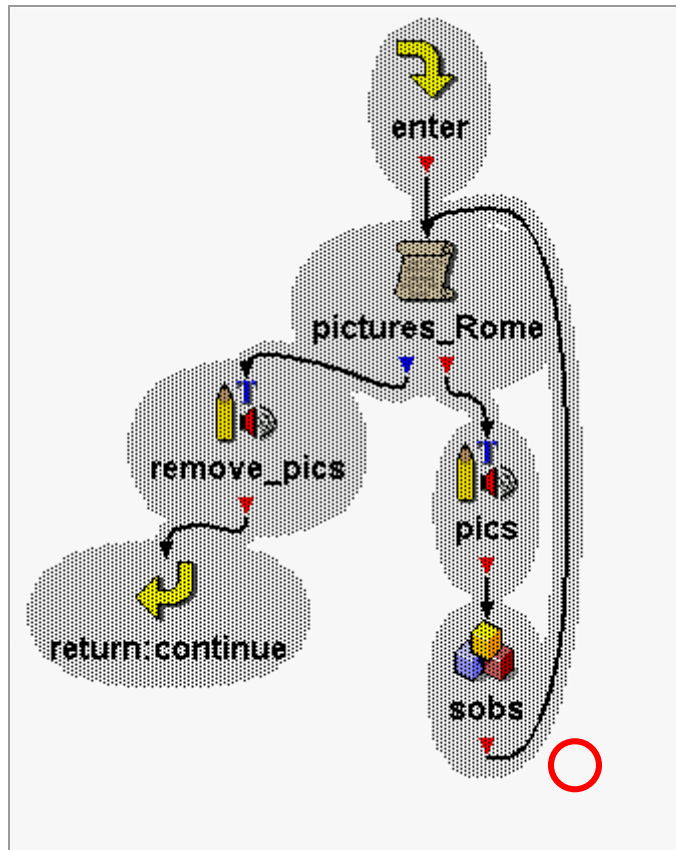 enter
pictures_Rome
T
remove_pics
T
pics
return:continue
sobs